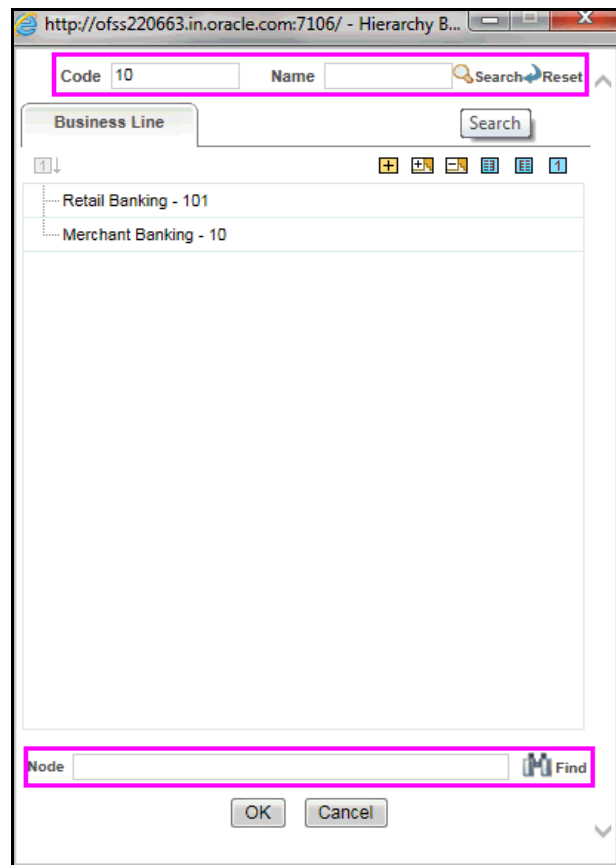 http://ofss220663.in.oracle.com:7106/ - Hierarchy B...
Code 10 Name Search Reset
Business Line Search
1
1
Retail Banking - 101
Merchant Banking - 10
Node Find
OK Cancel